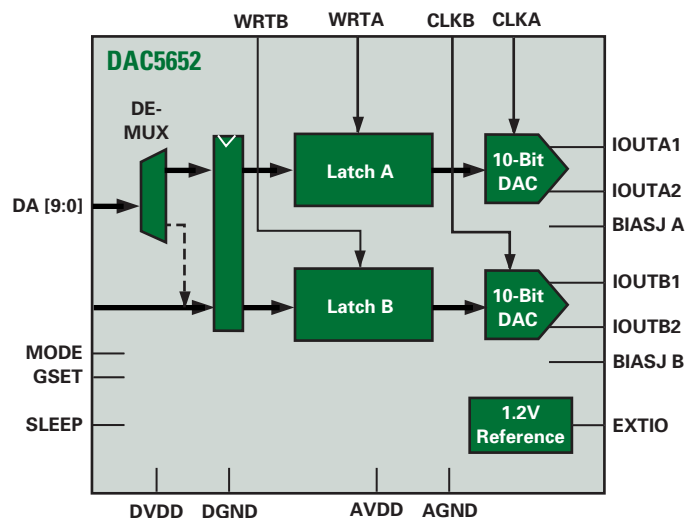 WRTB WRTA CLKB CLKA
DAC5652
DE-
MUX
IOUTA1
10-Bit
DAC
Latch A
IOUTA2
DA [9:0]
BIASJ A
IOUTB1
10-Bit
DAC
Latch B
IOUTB2
MODE
BIASJ B
GSET
SLEEP
1.2V
Reference
EXTIO
DVDD DGND AVDD AGND